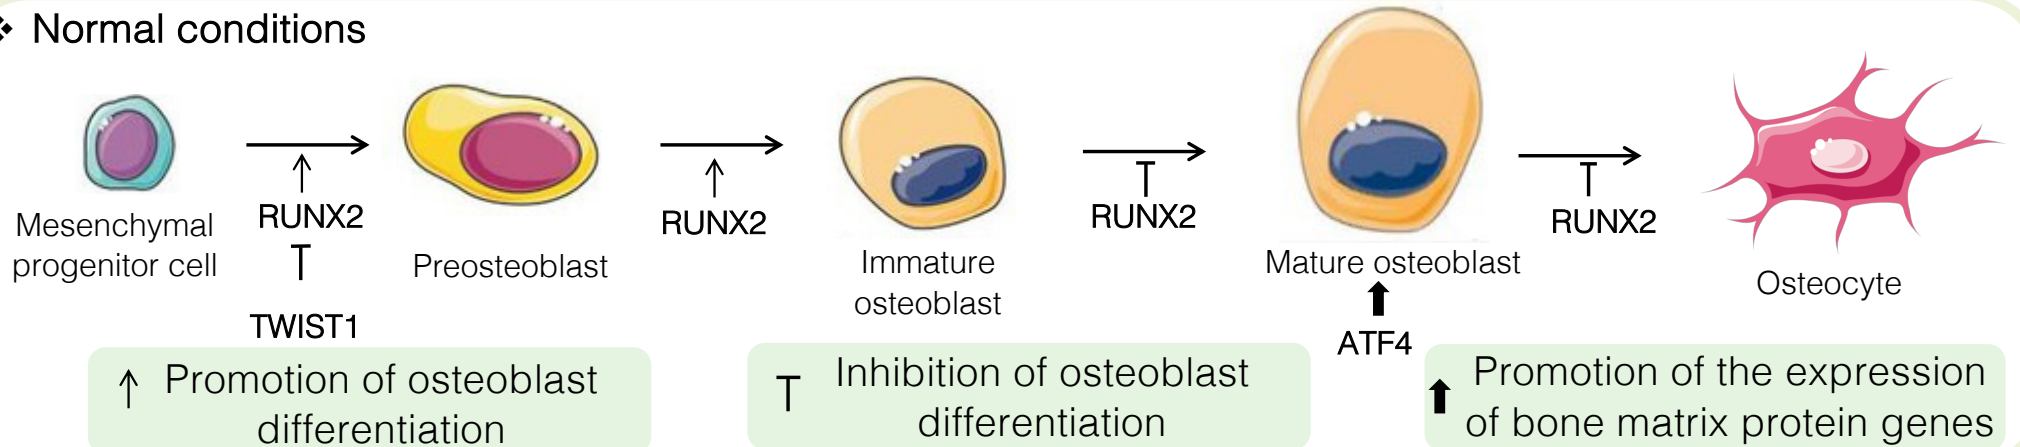 ❖ Normal conditions
RUNX2
RUNX2
RUNX2
RUNX2
Mesenchymal
progenitor cell
Preosteoblast
Immature
osteoblast
Mature osteoblast
Osteocyte
TWIST1
ATF4
↑ Promotion of osteoblast
differentiation
T Inhibition of osteoblast
differentiation
⬆ Promotion of the expression
of bone matrix protein genes